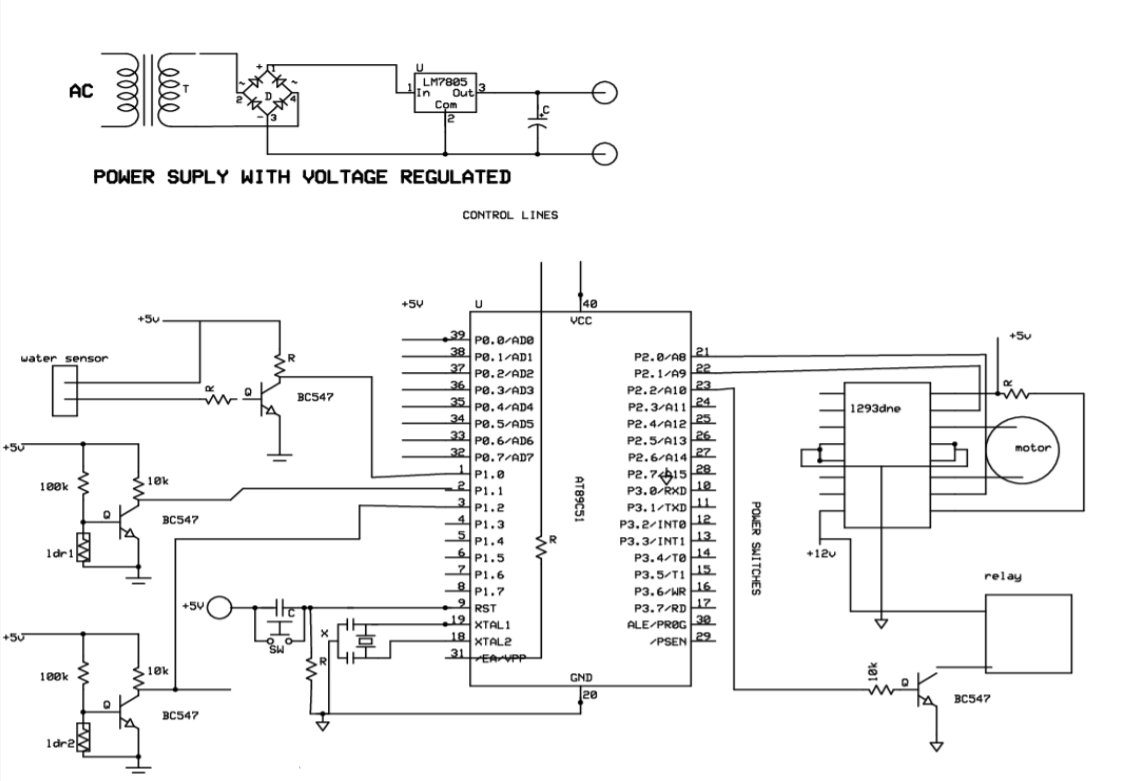 U
LM7805
AC
T
+
1
~
~
2
D
4
-
3
1
In
Out
3
Com
2
+
C
POWER SUPLY WITH VOLTAGE REGULATED
CONTROL LINES
+5V
U
40
VCC
+5v
water sensor
R
R
Q
BC547
+5v
100k
10k
Q
BC547
ldr1
+5v
100k
10k
Q
BC547
ldr2
+5V
C
SW
R
X
R
39 P0.0/AD0
38 P0.1/AD1
37 P0.2/AD2
36 P0.3/AD3
35 P0.4/AD4
34 P0.5/AD5
33 P0.6/AD6
32 P0.7/AD7
1 P1.0
2 P1.1
3 P1.2
4 P1.3
5 P1.4
6 P1.5
7 P1.6
8 P1.7
9 RST
19 XTAL1
18 XTAL2
31 /EA/VPP
AT89C51
P2.0/A8 21
P2.1/A9 22
P2.2/A10 23
P2.3/A11 24
P2.4/A12 25
P2.5/A13 26
P2.6/A14 27
P2.7/A15 28
P3.0/RXD 10
P3.1/TXD 11
P3.2/INT0 12
P3.3/INT1 13
P3.4/T0 14
P3.5/T1 15
P3.6/WR 16
P3.7/RD 17
ALE/PROG 30
/PSEN 29
GND
20
POWER SWITCHES
+5v
R
l293dne
motor
+12v
relay
10k
Q
BC547